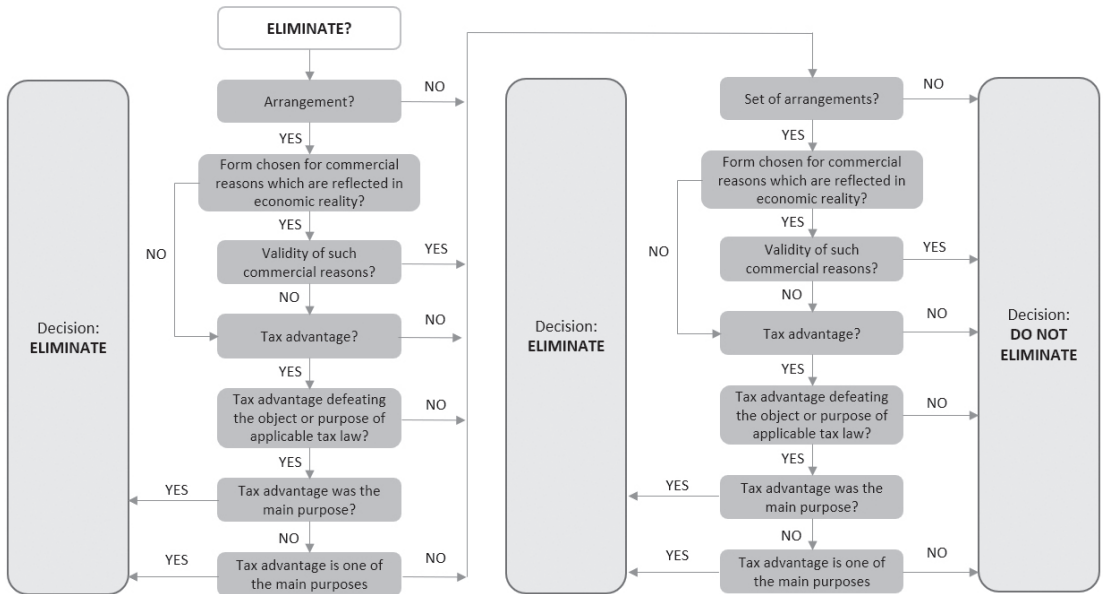 ELIMINATE?
Arrangement?
NO
YES
Form chosen for commercial
reasons which are reflected in
economic reality?
YES
NO
Validity of such
commercial reasons?
YES
NO
Tax advantage?
NO
YES
Tax advantage defeating
the object or purpose of
applicable tax law?
NO
YES
Tax advantage was the
main purpose?
YES
NO
Tax advantage is one of
the main purposes
YES
NO
Decision:
ELIMINATE
Set of arrangements?
NO
YES
Form chosen for commercial
reasons which are reflected in
economic reality?
YES
NO
Validity of such
commercial reasons?
YES
NO
Tax advantage?
NO
YES
Tax advantage defeating
the object or purpose of
applicable tax law?
NO
YES
Tax advantage was the
main purpose?
YES
NO
Tax advantage is one of
the main purposes
YES
NO
Decision:
ELIMINATE
Decision:
DO NOT
ELIMINATE